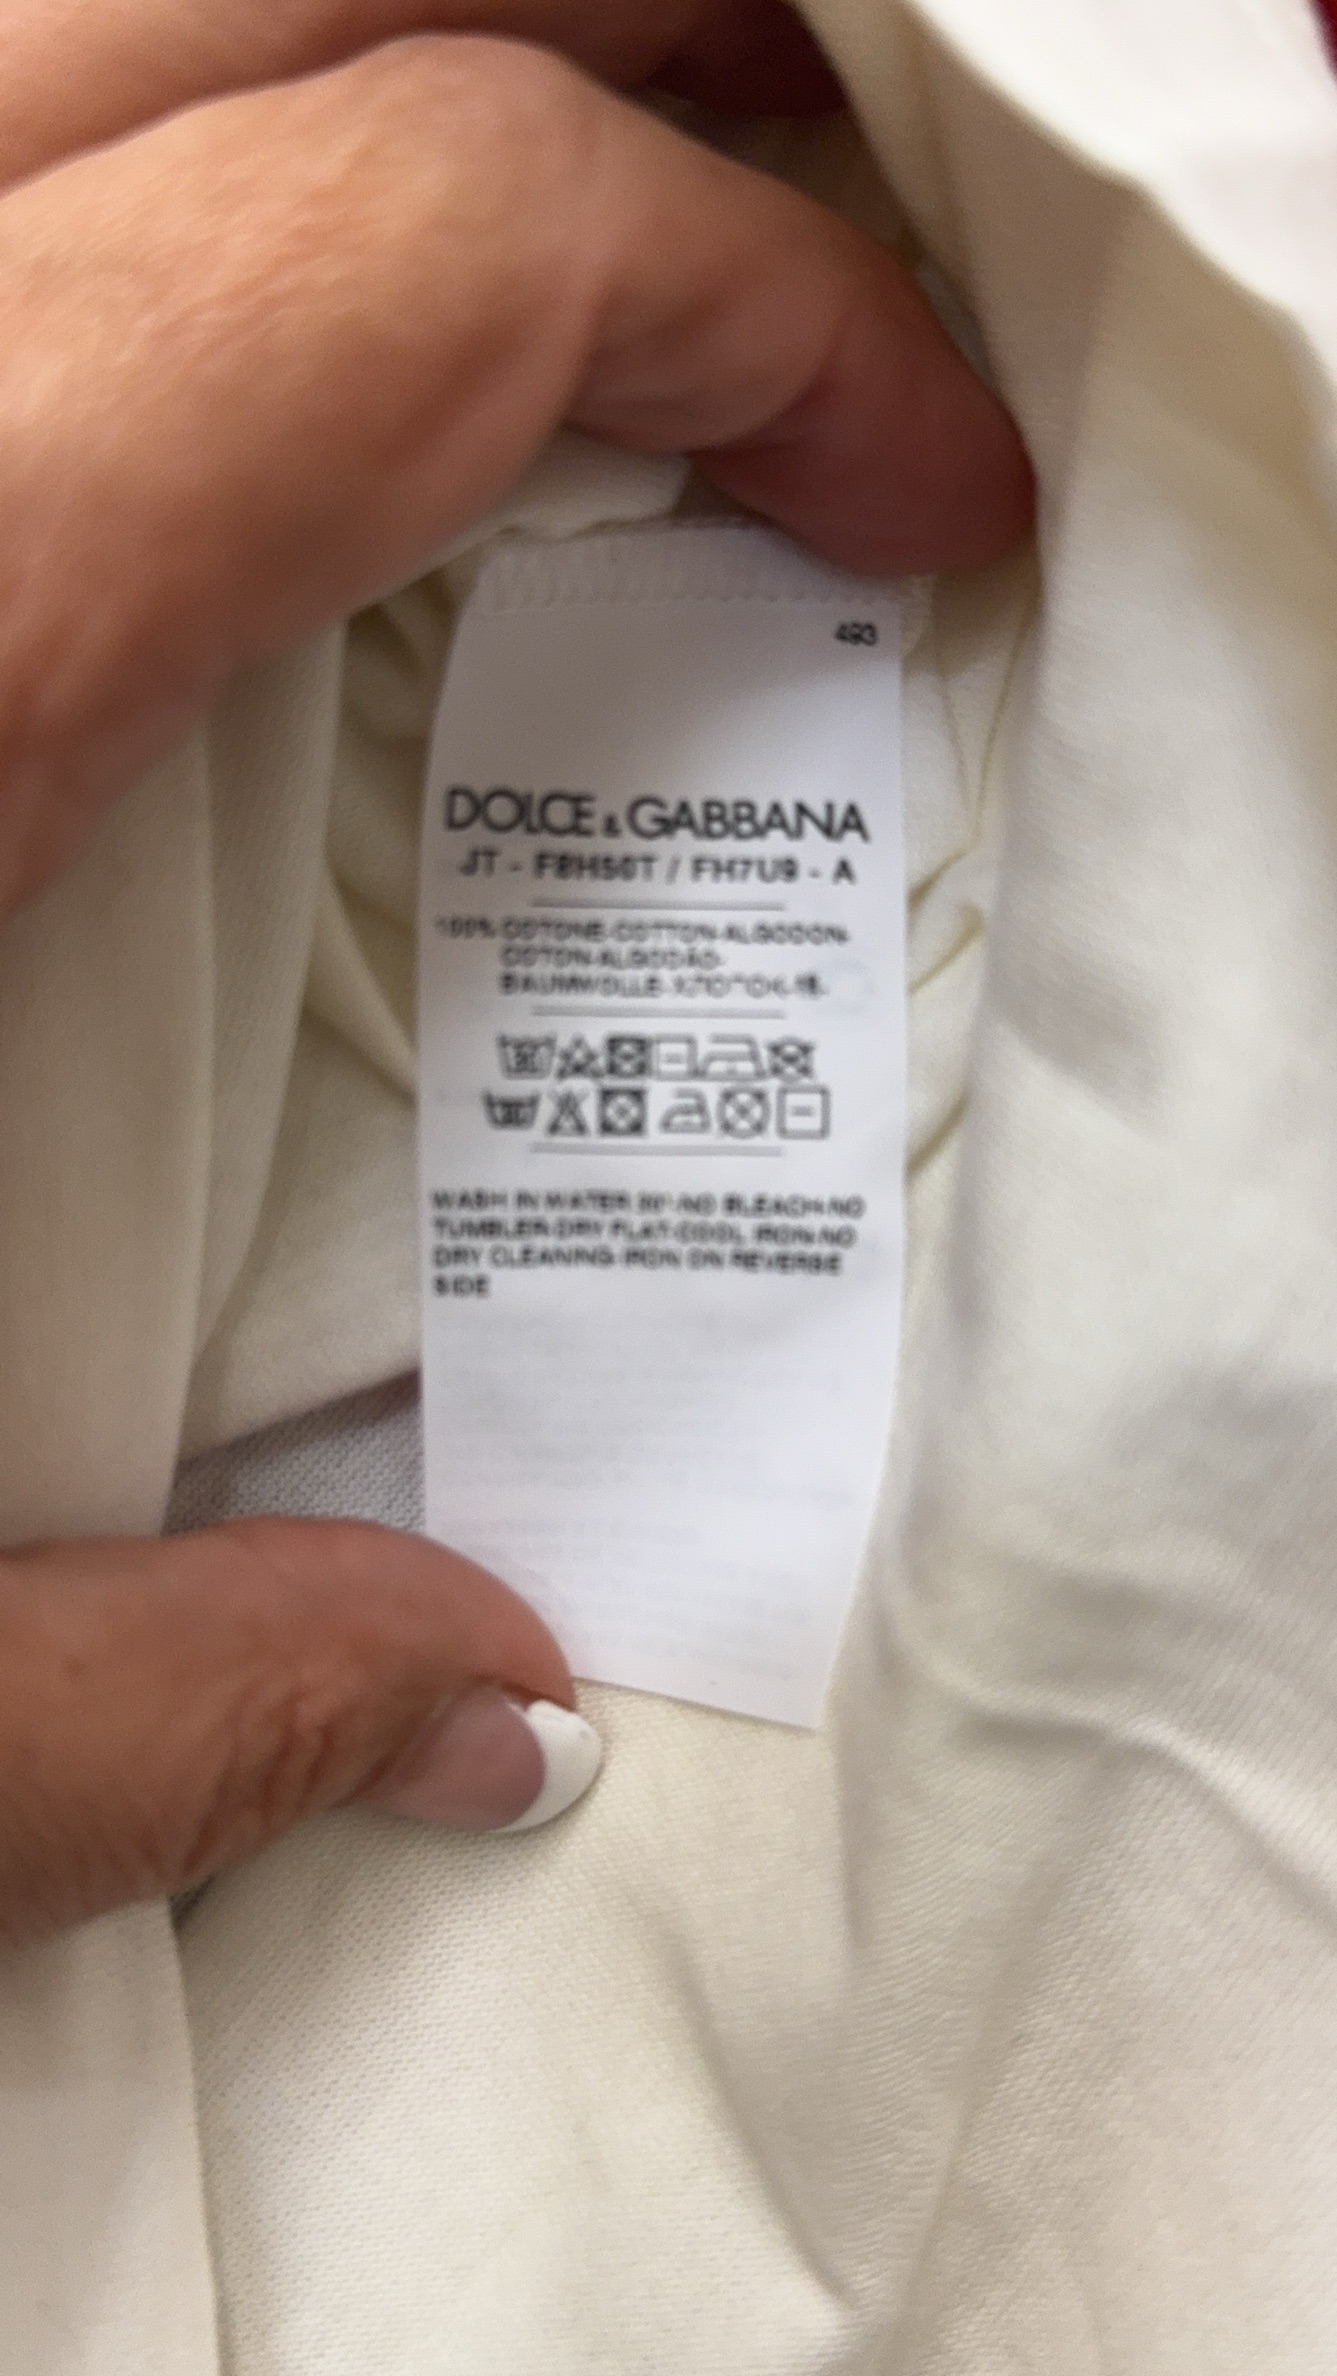 493
DOLCE & GABBANA
JT - F8H50T / FH7U9 - A
100% COTONE-COTTON-ALGODON-
COTON-ALGODÃO-
BAUMWOLLE-
WASH IN WATER 30°-NO BLEACH-NO
TUMBLER-DRY FLAT-COOL IRON-NO
DRY CLEANING-IRON ON REVERSE
SIDE